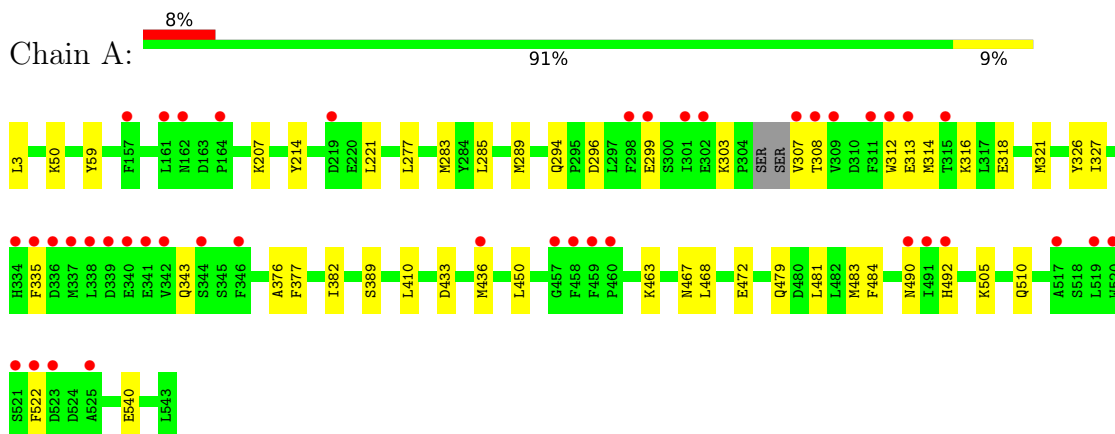 8%
Chain A:
91% 9%
L3 K50 Y59 F157 L161 N162 D163 P164 K207 Y214 D219 E220 L221 L277 M283 Y284 L285 M289 Q294 P295 D296 L297 F298 E299 S300 I301 E302 K303 P304 SER SER V307 T308 V309 D310 F311 W312 E313 M314 T315 K316 L317 E318 M321 Y326 I327
H334 F335 D336 M337 L338 D339 E340 E341 V342 Q343 S344 S345 F346 A376 F377 I382 S389 L410 D433 M436 L450 G457 F458 F459 P460 K463 N467 L468 E472 Q479 D480 L481 L482 M483 F484 N490 I491 H492 K505 Q510 A517 S518 L519
S521 F522 D523 D524 A525 E540 L543